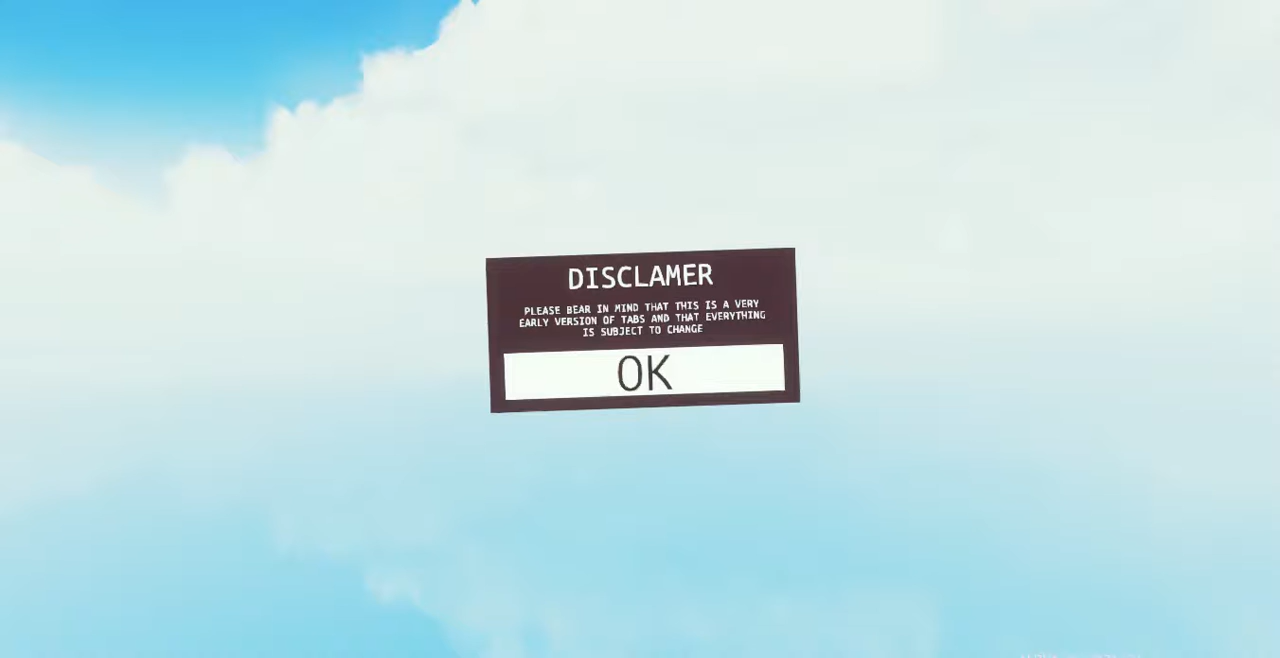 DISCLAMER
PLEASE BEAR IN MIND THAT THIS IS A VERY
EARLY VERSION OF TABS AND THAT EVERYTHING
IS SUBJECT TO CHANGE
OK